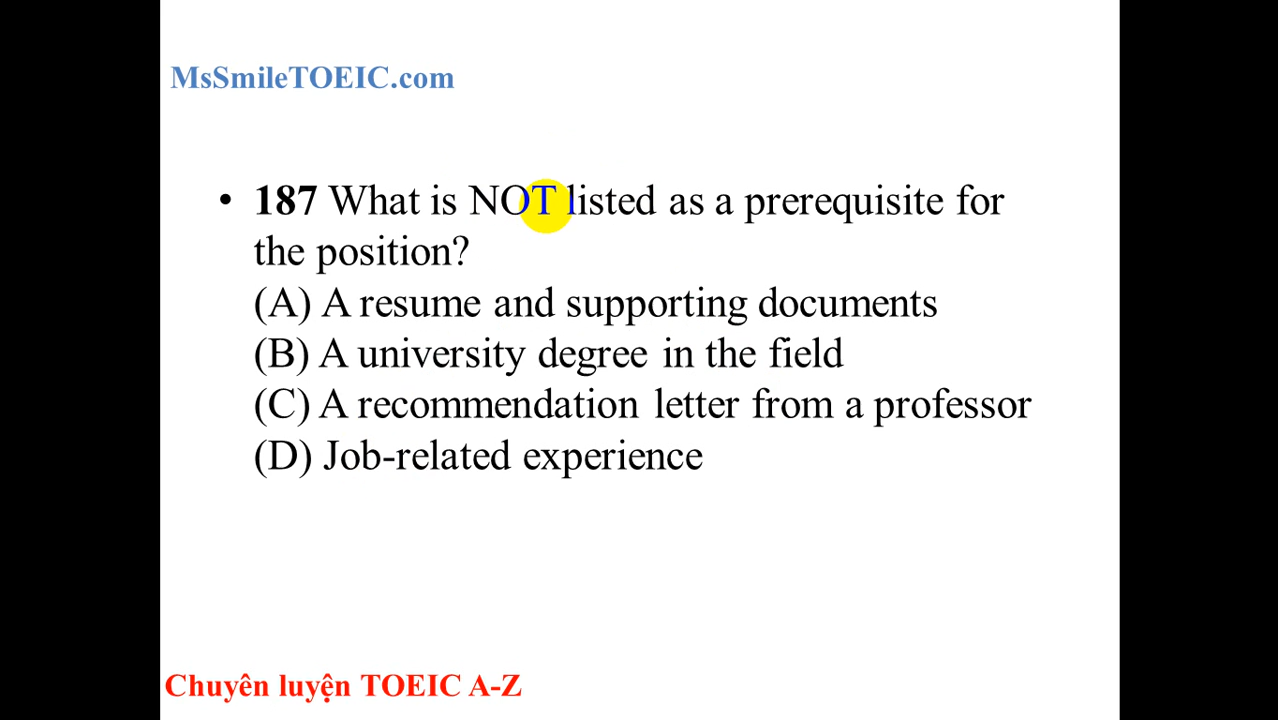 MsSmileTOEIC.com
• 187 What is NOT listed as a prerequisite for
the position?
(A) A resume and supporting documents
(B) A university degree in the field
(C) A recommendation letter from a professor
(D) Job-related experience
Chuyên luyện TOEIC A-Z